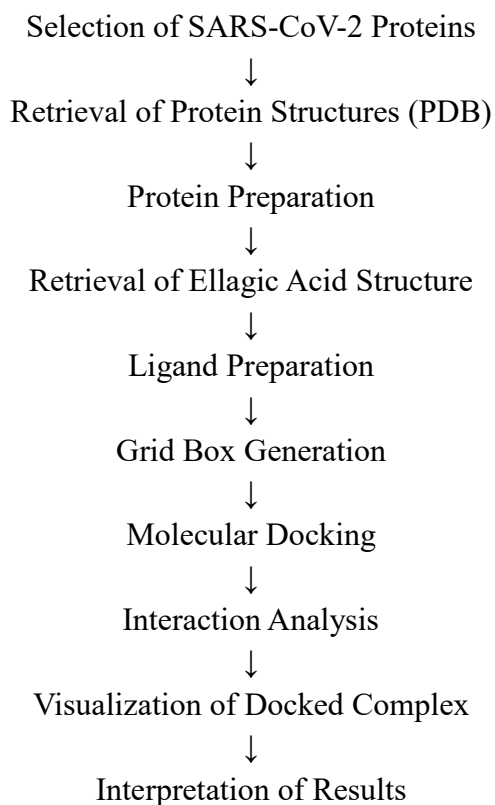 Selection of SARS-CoV-2 Proteins
↓
Retrieval of Protein Structures (PDB)
↓
Protein Preparation
↓
Retrieval of Ellagic Acid Structure
↓
Ligand Preparation
↓
Grid Box Generation
↓
Molecular Docking
↓
Interaction Analysis
↓
Visualization of Docked Complex
↓
Interpretation of Results